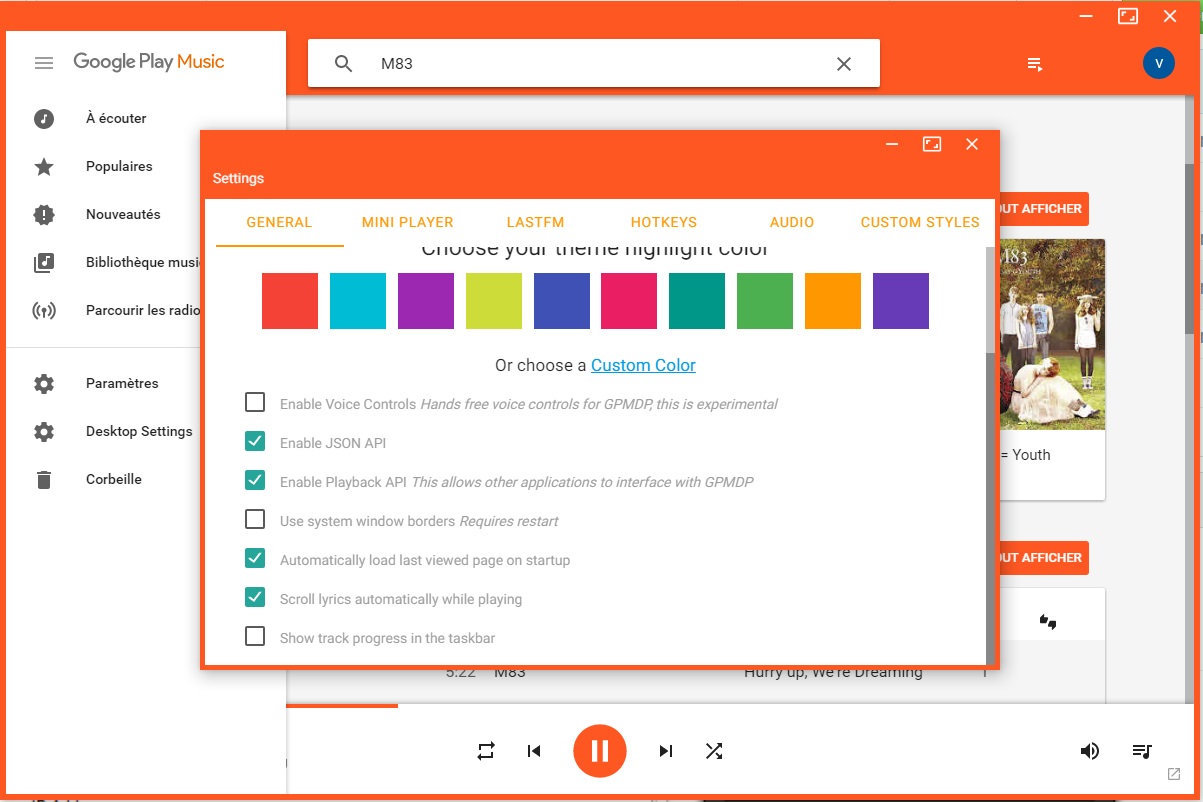 Google Play Music
M83
V
À écouter
Populaires
Nouveautés
Bibliothèque musi
Parcourir les radio
Paramètres
Desktop Settings
Corbeille
Settings
GENERAL
MINI PLAYER
LASTFM
HOTKEYS
AUDIO
CUSTOM STYLES
Choose your theme highlight color
Or choose a Custom Color
Enable Voice Controls Hands free voice controls for GPMDP, this is experimental
Enable JSON API
Enable Playback API This allows other applications to interface with GPMDP
Use system window borders Requires restart
Automatically load last viewed page on startup
Scroll lyrics automatically while playing
Show track progress in the taskbar
OUT AFFICHER
M83
= Youth
OUT AFFICHER
5:22 M83 Hurry up, We're Dreaming